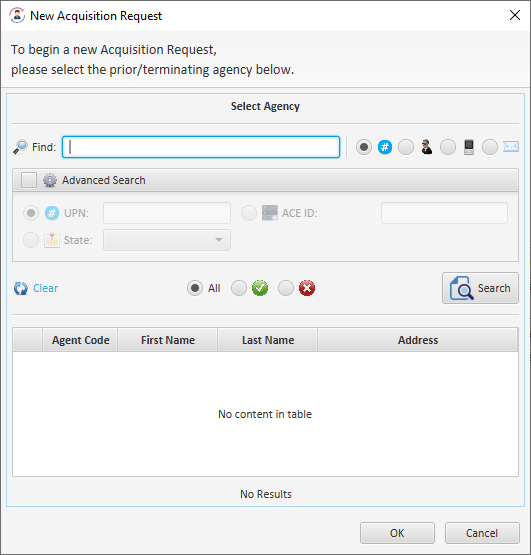 New Acquisition Request
To begin a new Acquisition Request,
please select the prior/terminating agency below.
Select Agency
Find:
#
Advanced Search
# UPN:
ACE ID:
State:
Clear
All
Search
Agent Code First Name Last Name Address
No content in table
No Results
OK Cancel